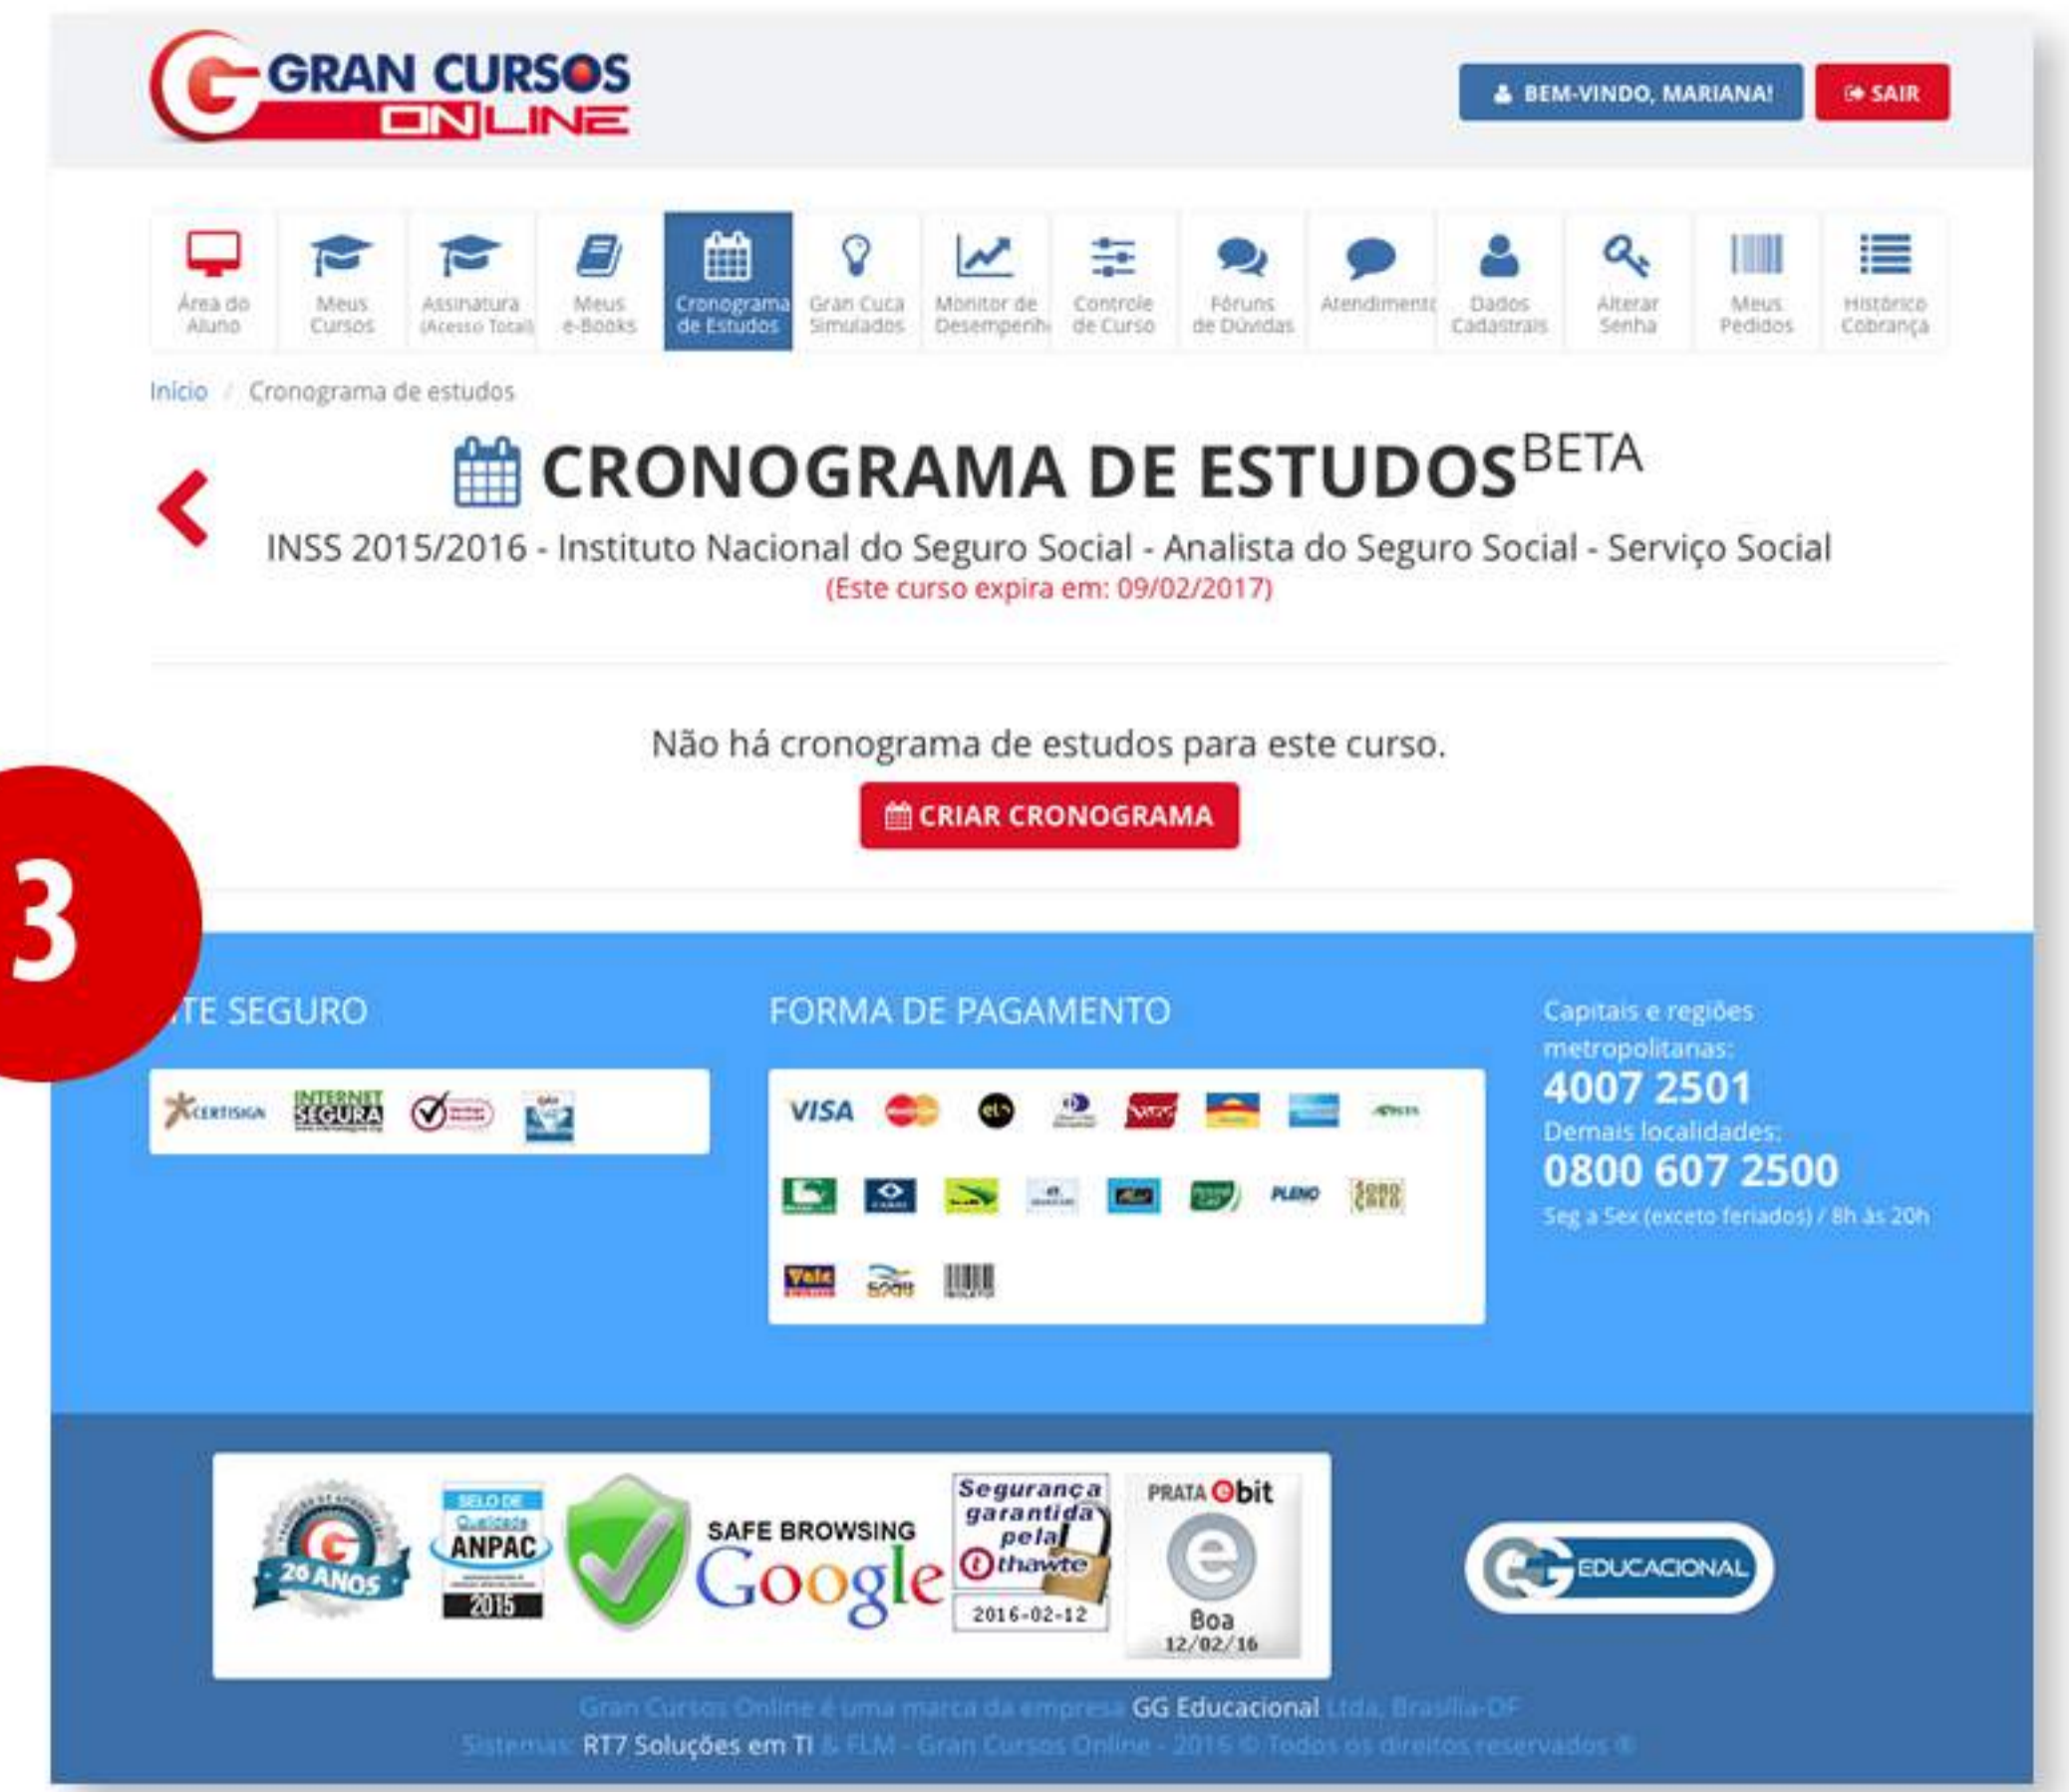 GRAN CURSOS
ONLINE
BEM-VINDO, MARIANA!
SAIR
Área do
Aluno
Meus
Cursos
Assinatura
(Acesso Total)
Meus
e-Books
Cronograma
de Estudos
Gran Cuca
Simulados
Monitor de
Desempenh
Controle
de Curso
Fóruns
de Dúvidas
Atendimento
Dados
Cadastrais
Alterar
Senha
Meus
Pedidos
Histórico
Cobrança
Início / Cronograma de estudos
CRONOGRAMA DE ESTUDOS BETA
INSS 2015/2016 - Instituto Nacional do Seguro Social - Analista do Seguro Social - Serviço Social
(Este curso expira em: 09/02/2017)
Não há cronograma de estudos para este curso.
CRIAR CRONOGRAMA
3
TE SEGURO
CERTISIGN
INTERNET
SEGURA
FORMA DE PAGAMENTO
VISA
elo
PLENO
Vale
BOLETO
Capitais e regiões
metropolitanas:
4007 2501
Demais localidades:
0800 607 2500
Seg a Sex (exceto feriados) / 8h às 20h
20 ANOS
SELO DE
Qualidade
ANPAC
2015
SAFE BROWSING
Google
Segurança
garantida
pela
thawte
2016-02-12
PRATA ebit
e
Boa
12/02/16
GG EDUCACIONAL
Gran Cursos Online é uma marca da empresa GG Educacional Ltda, Brasília-DF
Sistemas: RT7 Soluções em TI & FLM - Gran Cursos Online - 2016 © Todos os direitos reservados ®